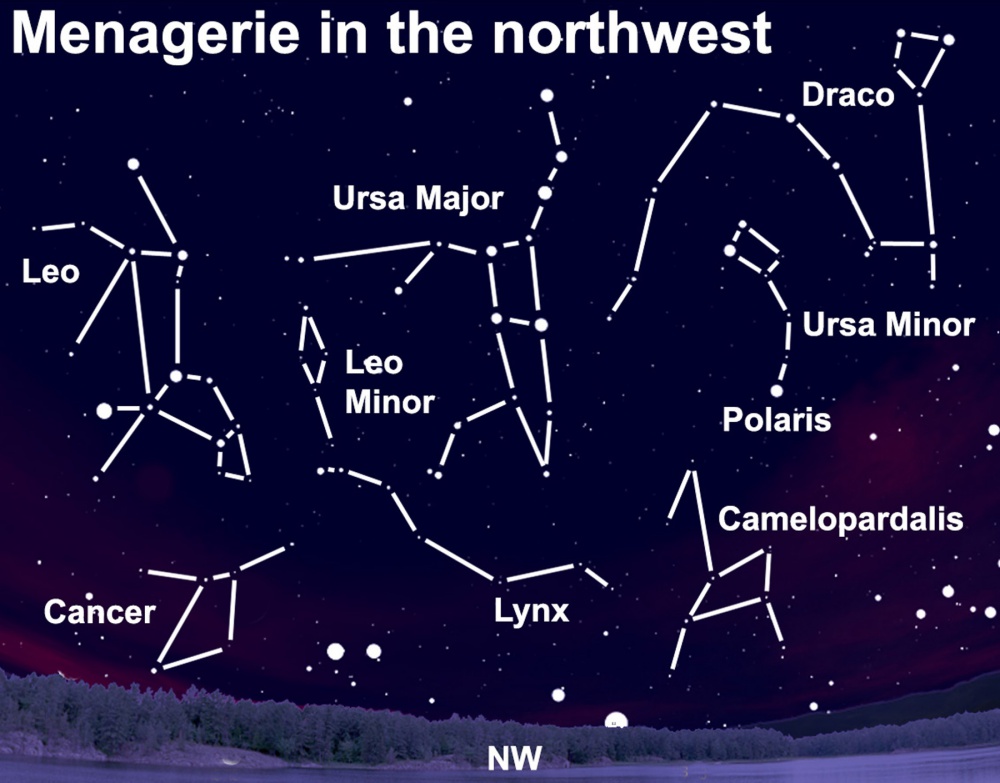 Menagerie in the northwest
Draco
Ursa Major
Leo
Ursa Minor
Leo
Minor
Polaris
Camelopardalis
Cancer
Lynx
NW